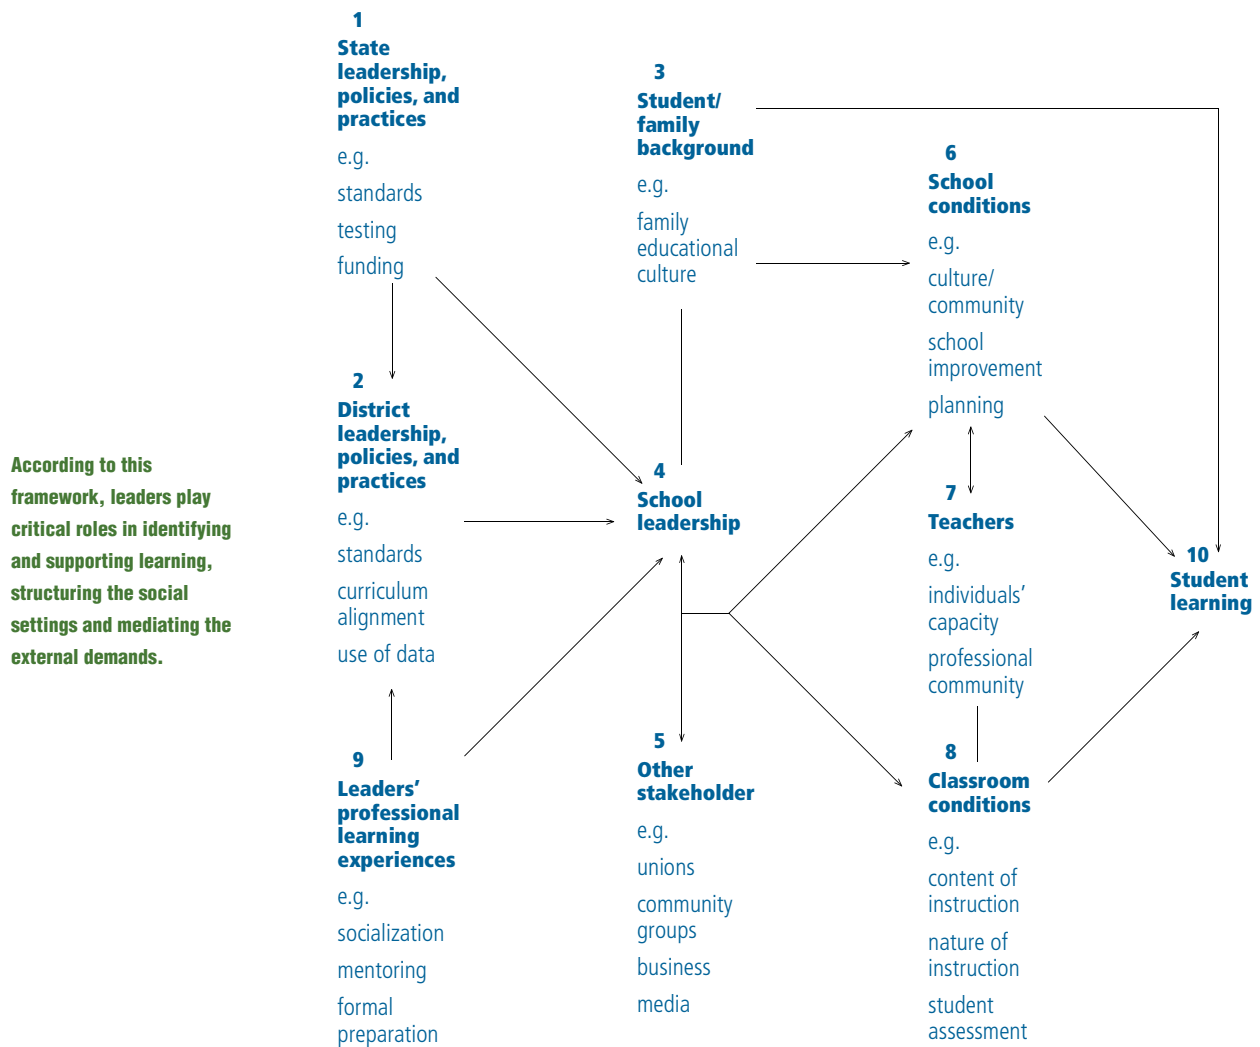 According to this
framework, leaders play
critical roles in identifying
and supporting learning,
structuring the social
settings and mediating the
external demands.
1
State
leadership,
policies, and
practices
e.g.
standards
testing
funding
2
District
leadership,
policies, and
practices
e.g.
standards
curriculum
alignment
use of data
9
Leaders’
professional
learning
experiences
e.g.
socialization
mentoring
formal
preparation
3
Student/
family
background
e.g.
family
educational
culture
4
School
leadership
5
Other
stakeholder
e.g.
unions
community
groups
business
media
6
School
conditions
e.g.
culture/
community
school
improvement
planning
7
Teachers
e.g.
individuals’
capacity
professional
community
8
Classroom
conditions
e.g.
content of
instruction
nature of
instruction
student
assessment
10
Student
learning